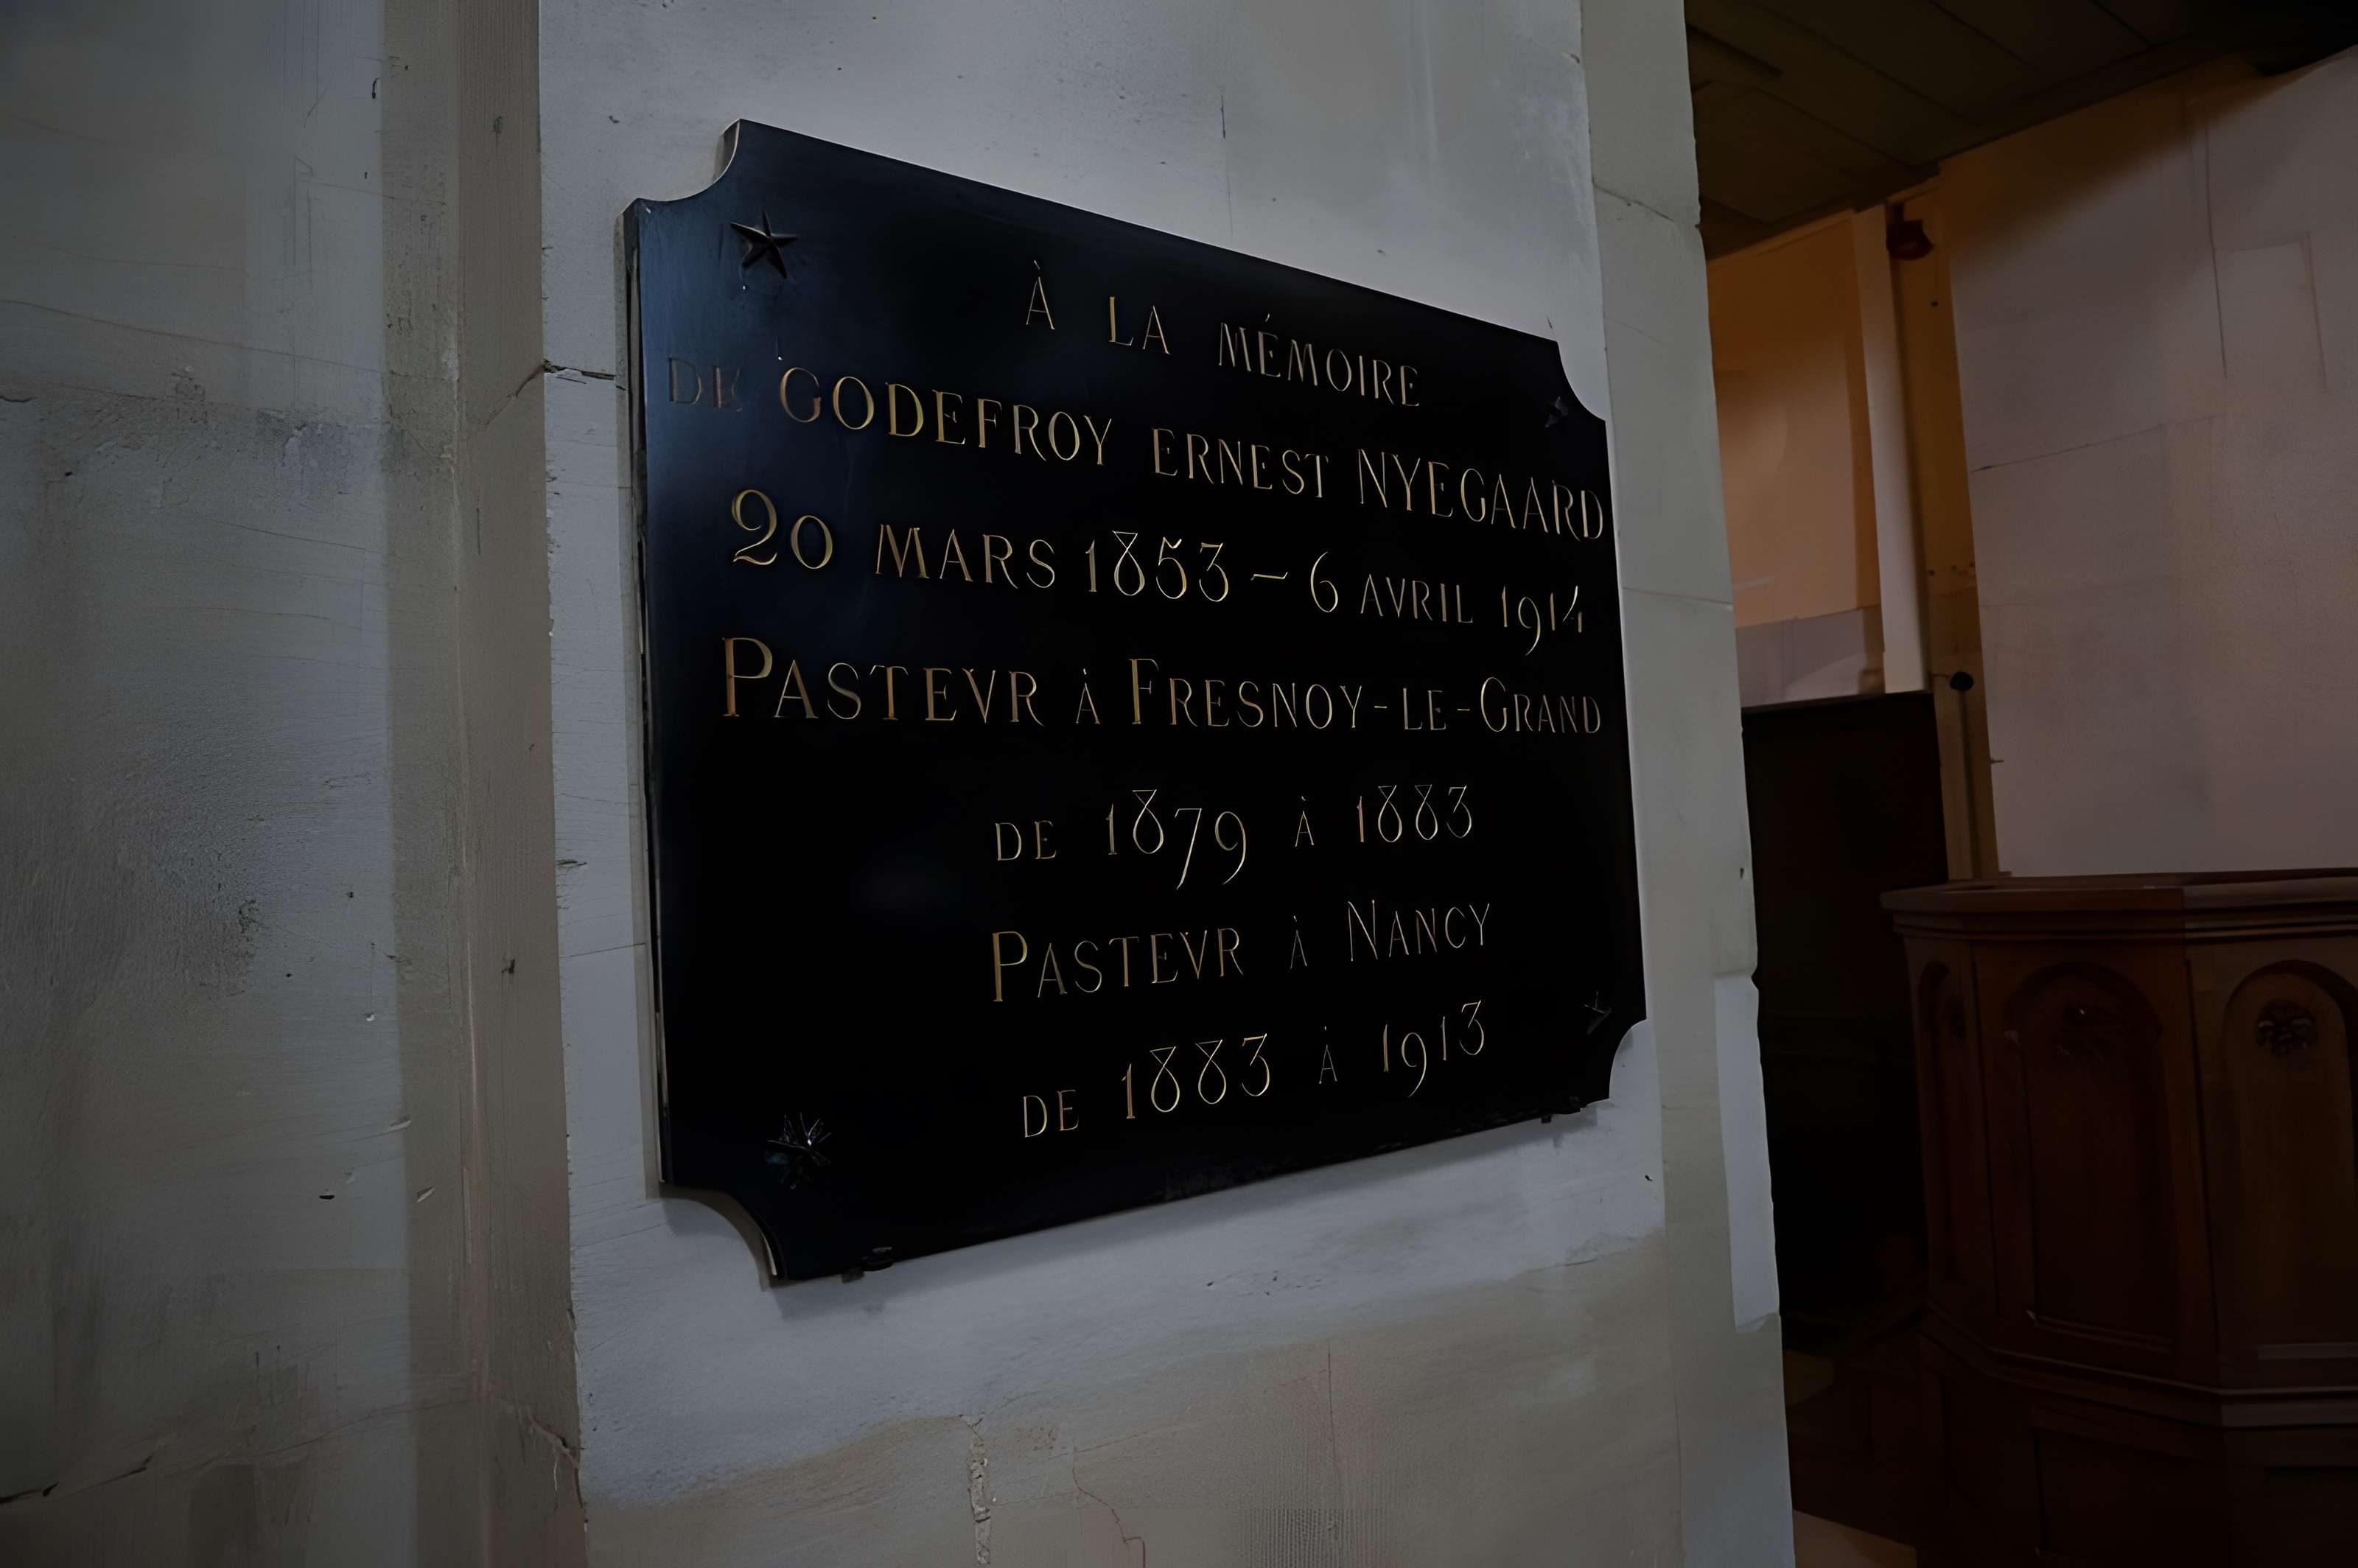 À LA MÉMOIRE
DE GODEFROY ERNEST NYEGAARD
20 MARS 1853 – 6 AVRIL 1914
PASTEVR À FRESNOY-LE-GRAND
DE 1879 À 1883
PASTEVR À NANCY
DE 1883 À 1913